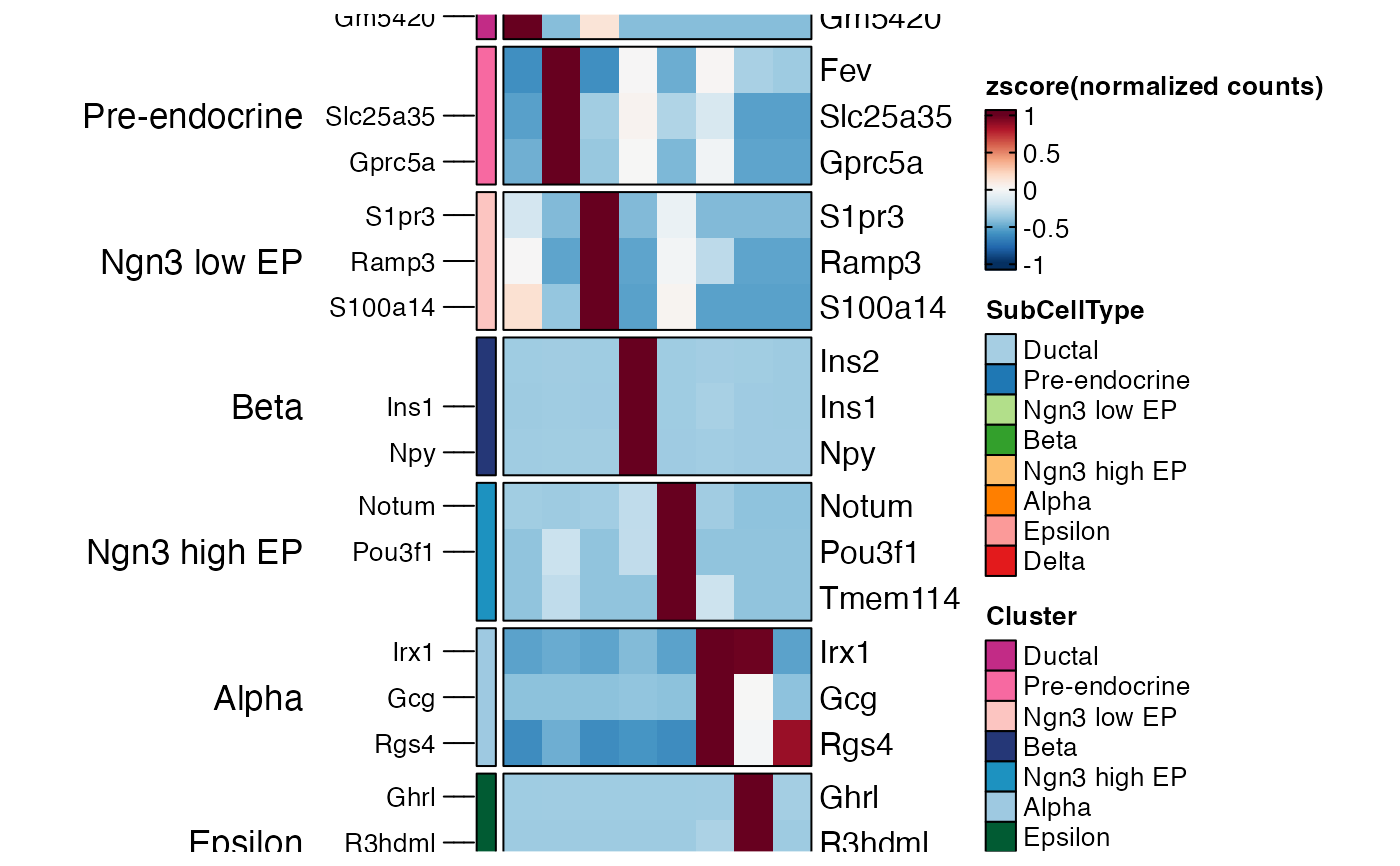 Gm5420 Gm5420
Fev
Pre-endocrine Slc25a35 Slc25a35
Gprc5a Gprc5a
S1pr3 S1pr3
Ngn3 low EP Ramp3 Ramp3
S100a14 S100a14
Ins2
Beta Ins1 Ins1
Npy Npy
Notum Notum
Ngn3 high EP Pou3f1 Pou3f1
Tmem114
Irx1 Irx1
Alpha Gcg Gcg
Rgs4 Rgs4
Ghrl Ghrl
Epsilon R3hdml R3hdml
zscore(normalized counts)
1
0.5
0
-0.5
-1
SubCellType
Ductal
Pre-endocrine
Ngn3 low EP
Beta
Ngn3 high EP
Alpha
Epsilon
Delta
Cluster
Ductal
Pre-endocrine
Ngn3 low EP
Beta
Ngn3 high EP
Alpha
Epsilon